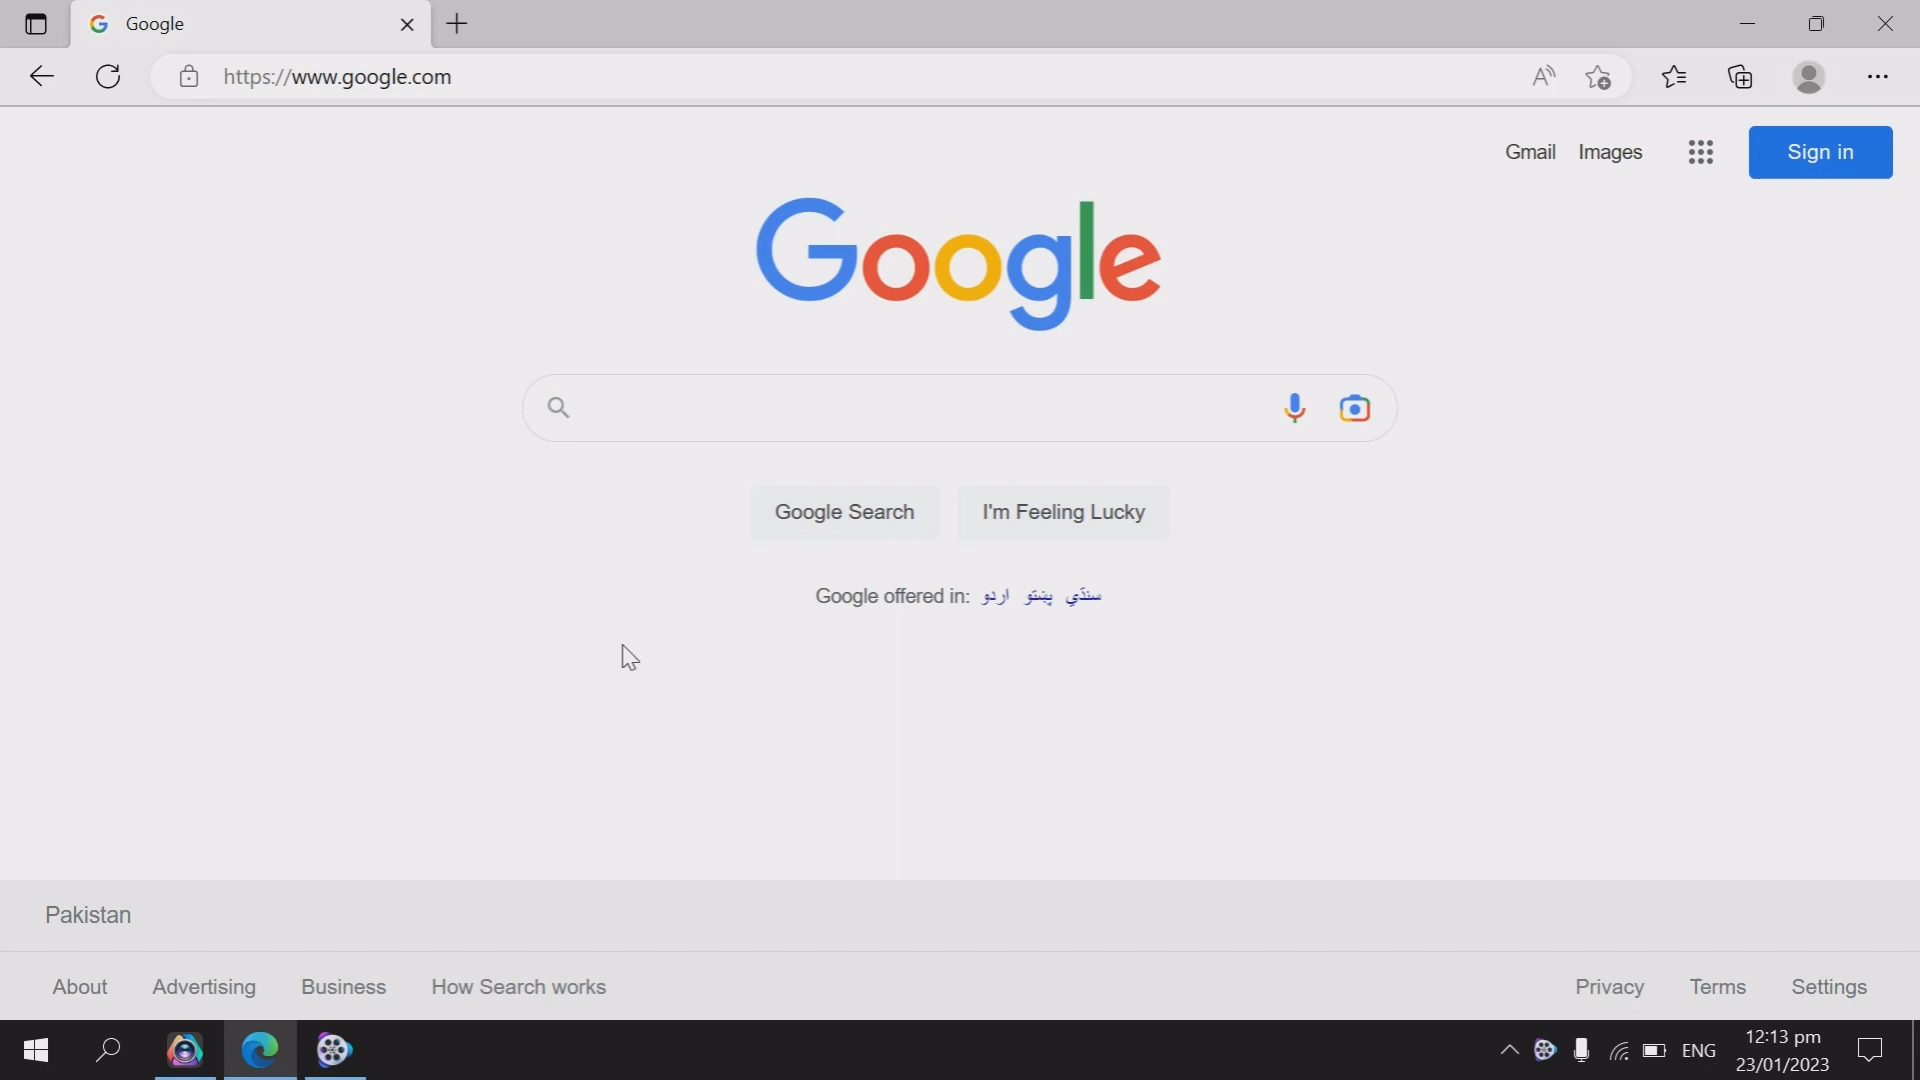 Google
https://www.google.com
Gmail Images Sign in
Google
Google Search I'm Feeling Lucky
Google offered in: اردو پښتو سنڌي
Pakistan
About Advertising Business How Search works Privacy Terms Settings
ENG 12:13 pm
23/01/2023